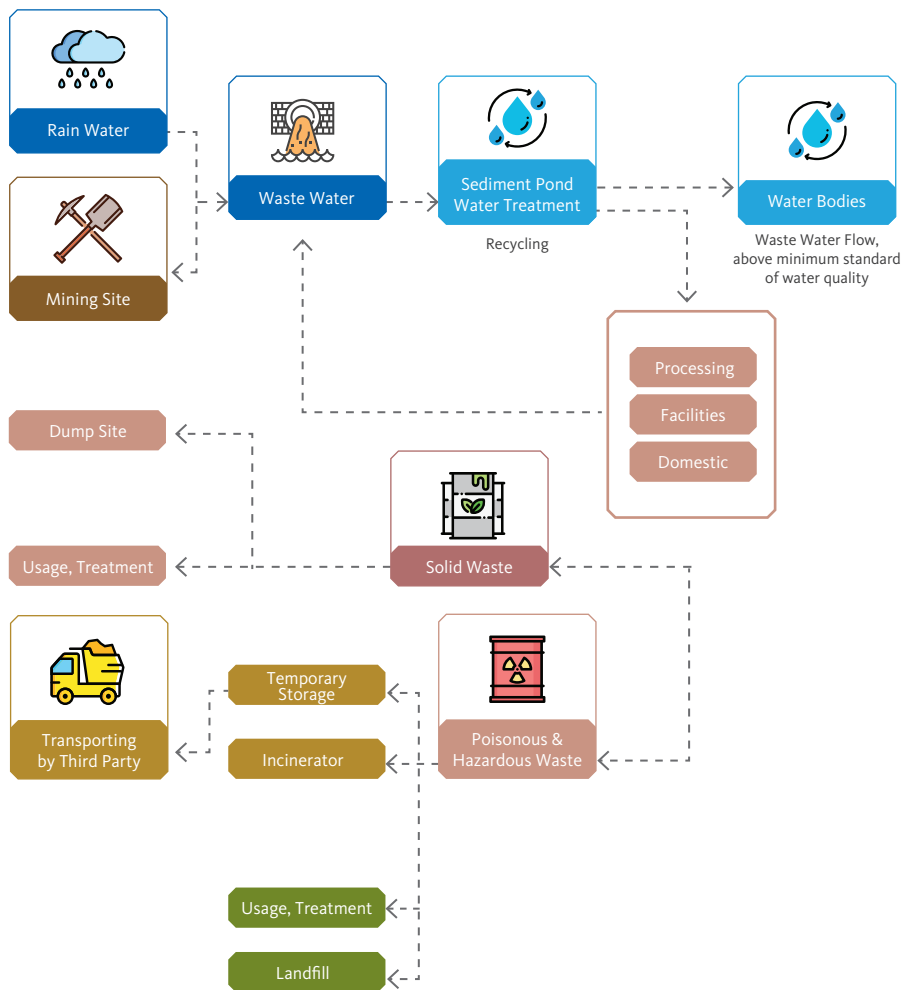 Rain Water
Mining Site
Waste Water
Sediment Pond
Water Treatment
Recycling
Water Bodies
Waste Water Flow,
above minimum standard
of water quality
Processing
Facilities
Domestic
Dump Site
Usage, Treatment
Solid Waste
Transporting
by Third Party
Temporary
Storage
Incinerator
Poisonous &
Hazardous Waste
Usage, Treatment
Landfill